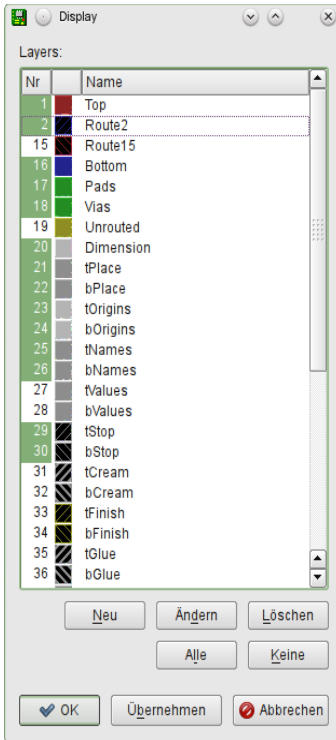 Display
Layers:
Nr Name
1 Top
2 Route2
15 Route15
16 Bottom
17 Pads
18 Vias
19 Unrouted
20 Dimension
21 tPlace
22 bPlace
23 tOrigins
24 bOrigins
25 tNames
26 bNames
27 tValues
28 bValues
29 tStop
30 bStop
31 tCream
32 bCream
33 tFinish
34 bFinish
35 tGlue
36 bGlue
Neu Ändern Löschen
Alle Keine
OK Übernehmen Abbrechen